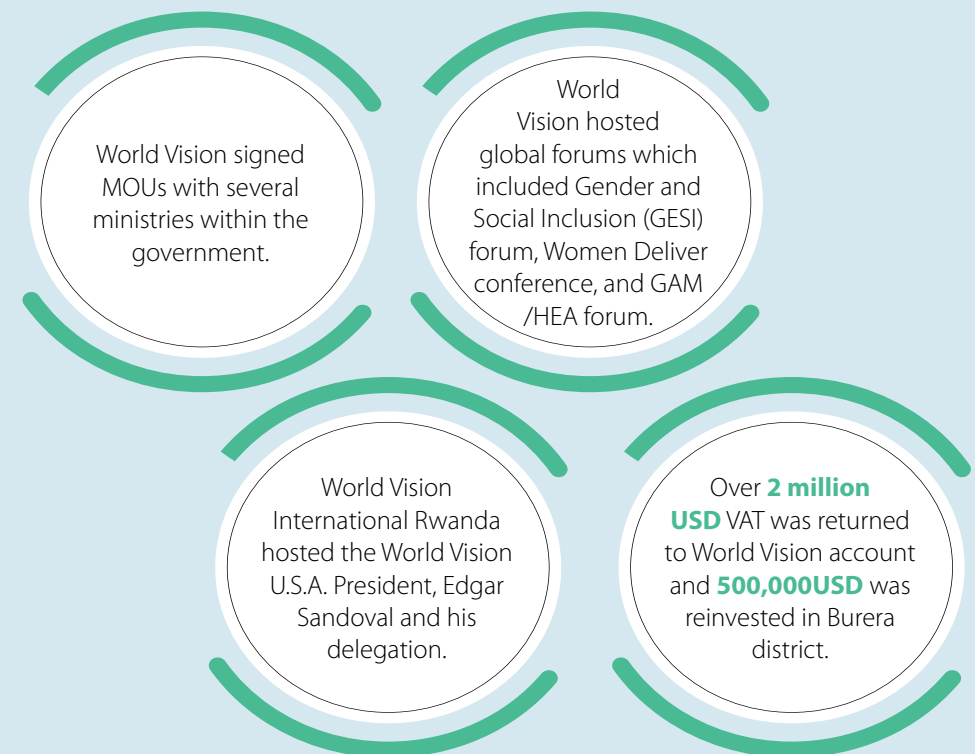 World Vision signed
MOUs with several
ministries within the
government.
World
Vision hosted
global forums which
included Gender and
Social Inclusion (GESI)
forum, Women Deliver
conference, and GAM
/HEA forum.
World Vision
International Rwanda
hosted the World Vision
U.S.A. President, Edgar
Sandoval and his
delegation.
Over 2 million
USD VAT was returned
to World Vision account
and 500,000USD was
reinvested in Burera
district.